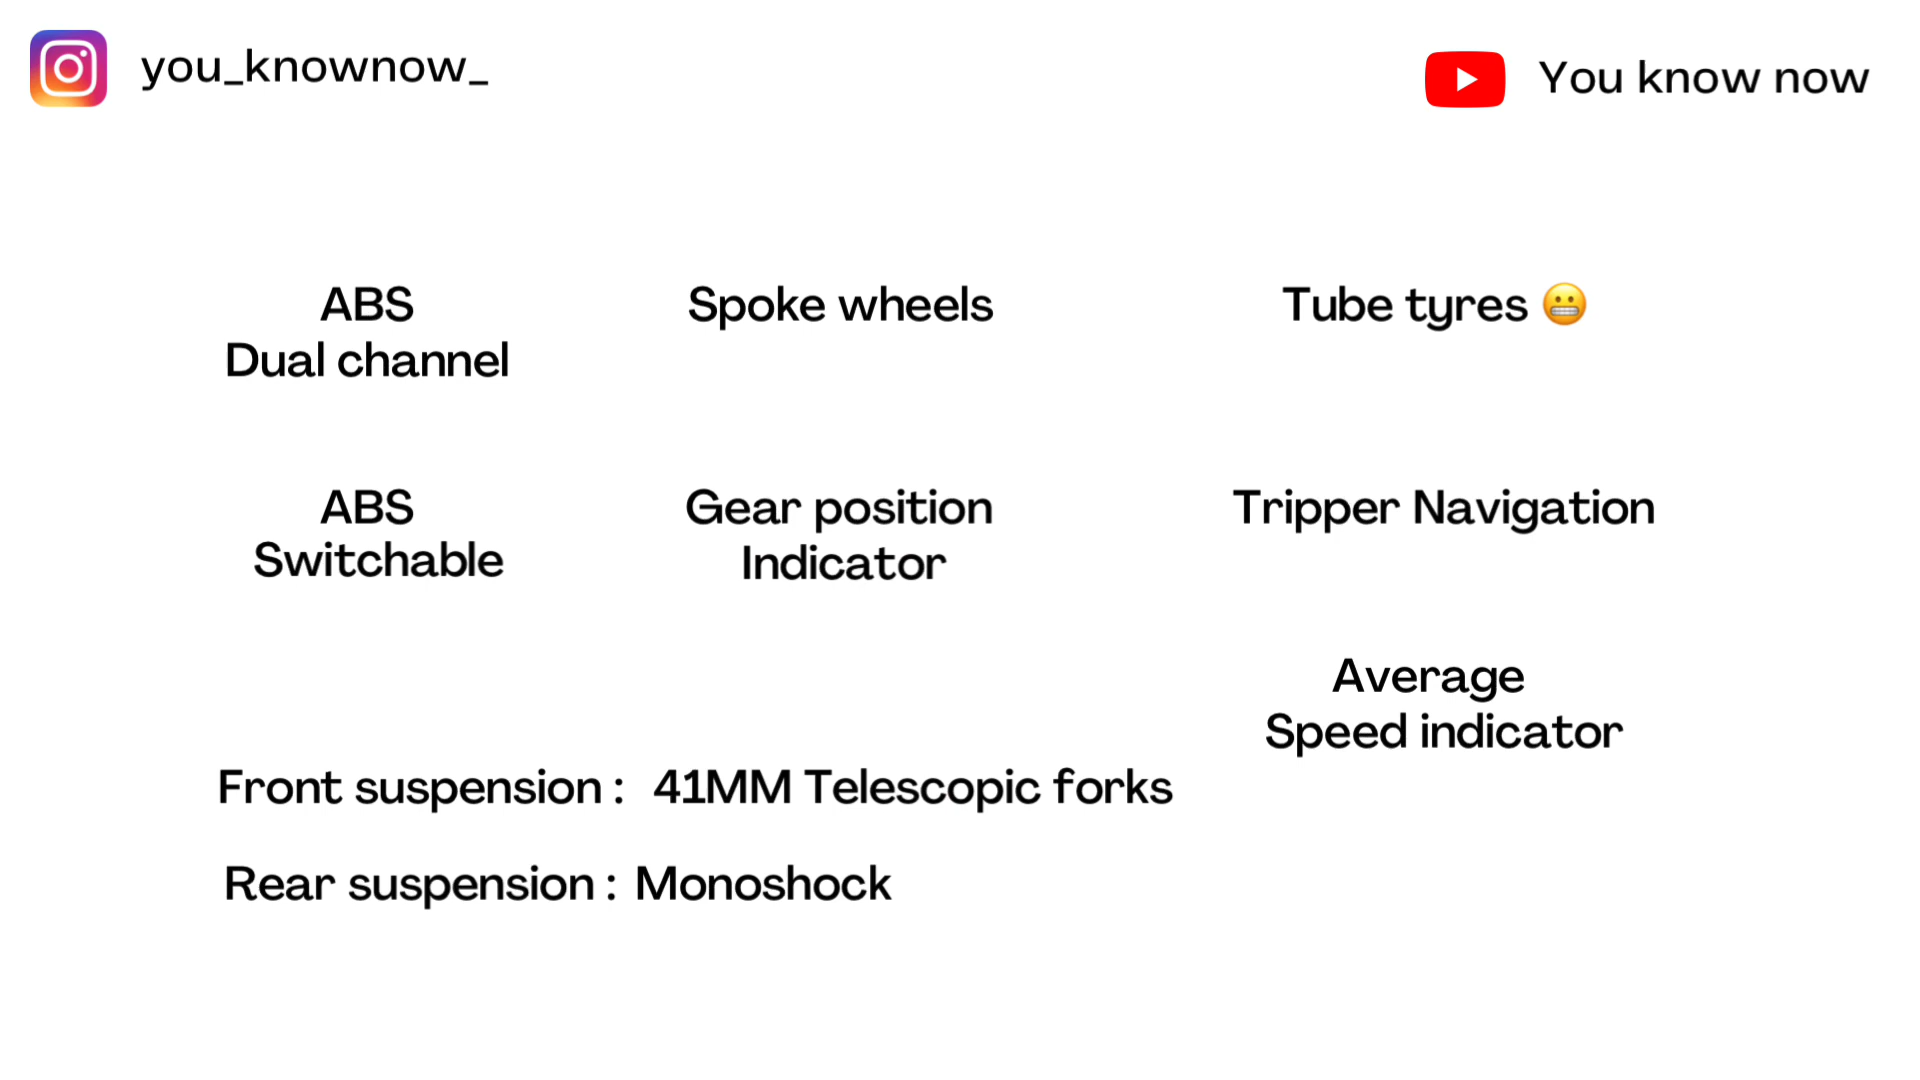 you_knownow_
You know now
ABS
Dual channel
Spoke wheels
Tube tyres 😬
ABS
Switchable
Gear position
Indicator
Tripper Navigation
Average
Speed indicator
Front suspension : 41MM Telescopic forks
Rear suspension : Monoshock